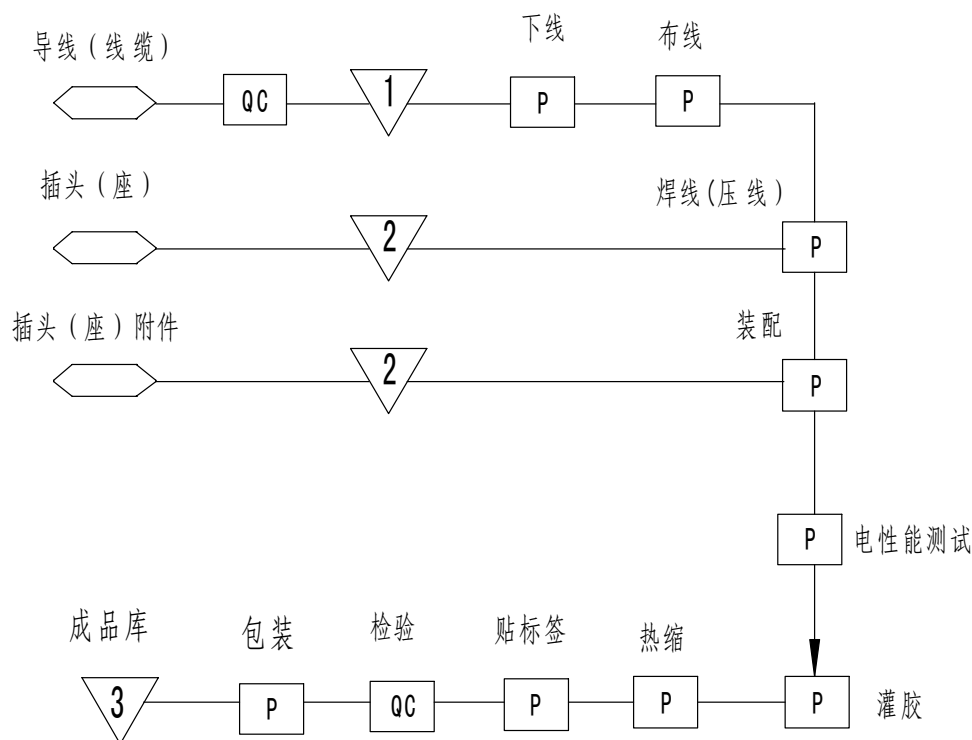 下线
布线
导线(线缆)
QC
1
P
P
插头(座)
焊线(压线)
2
P
插头(座)附件
装配
2
P
P
电性能测试
成品库
包装
检验
贴标签
热缩
3
P
QC
P
P
P
灌胶